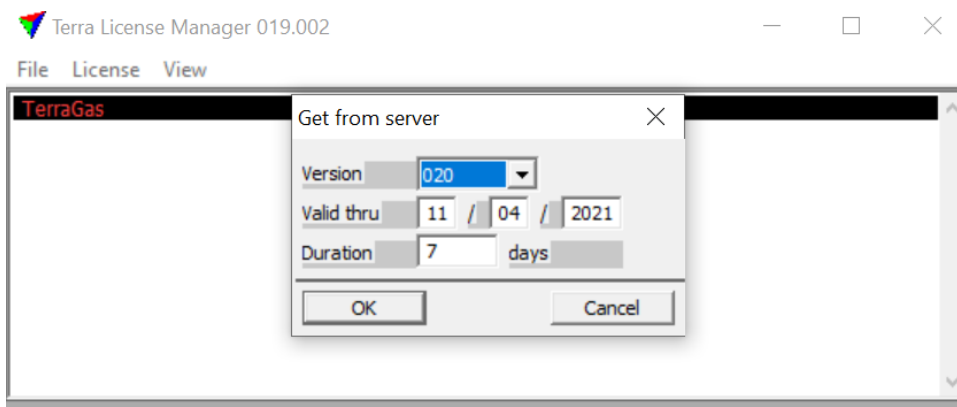 Terra License Manager 019.002
File License View
TerraGas
Get from server
Version 020
Valid thru 11 / 04 / 2021
Duration 7 days
OK Cancel